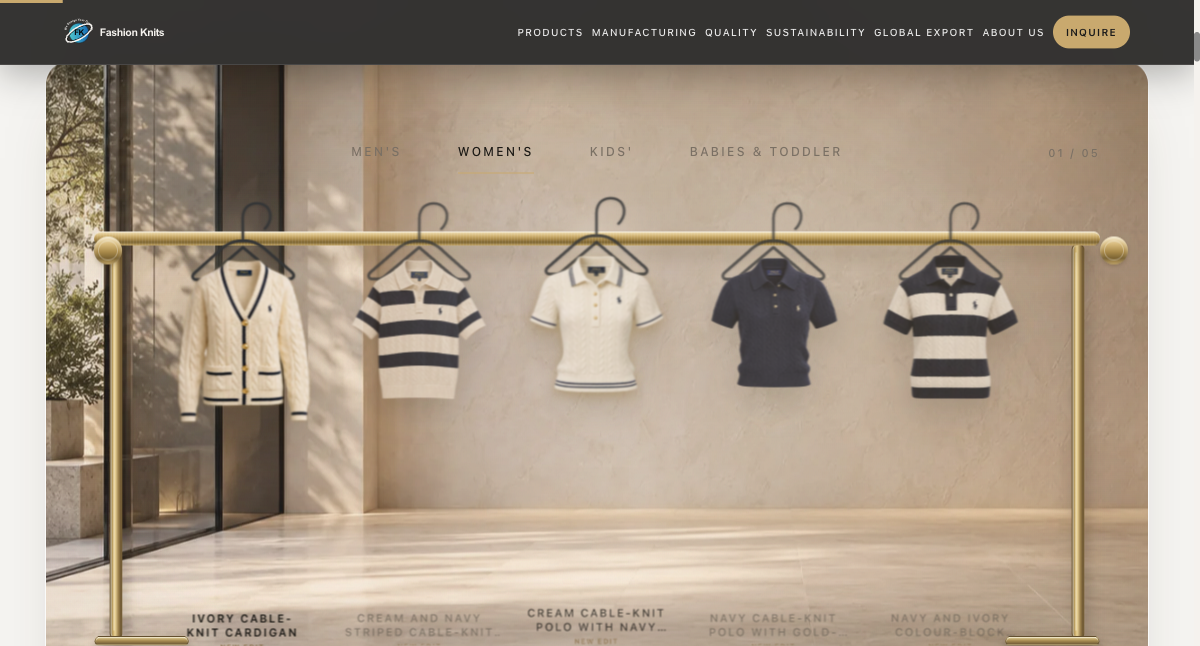 FK
Fashion Knits
PRODUCTS MANUFACTURING QUALITY SUSTAINABILITY GLOBAL EXPORT ABOUT US INQUIRE
MEN'S WOMEN'S KIDS' BABIES & TODDLER 01 / 05
IVORY CABLE-
KNIT CARDIGAN
CREAM AND NAVY
STRIPED CABLE-KNIT…
CREAM CABLE-KNIT
POLO WITH NAVY…
NEW EDIT
NAVY CABLE-KNIT
POLO WITH GOLD-
NAVY AND IVORY
COLOUR-BLOCK